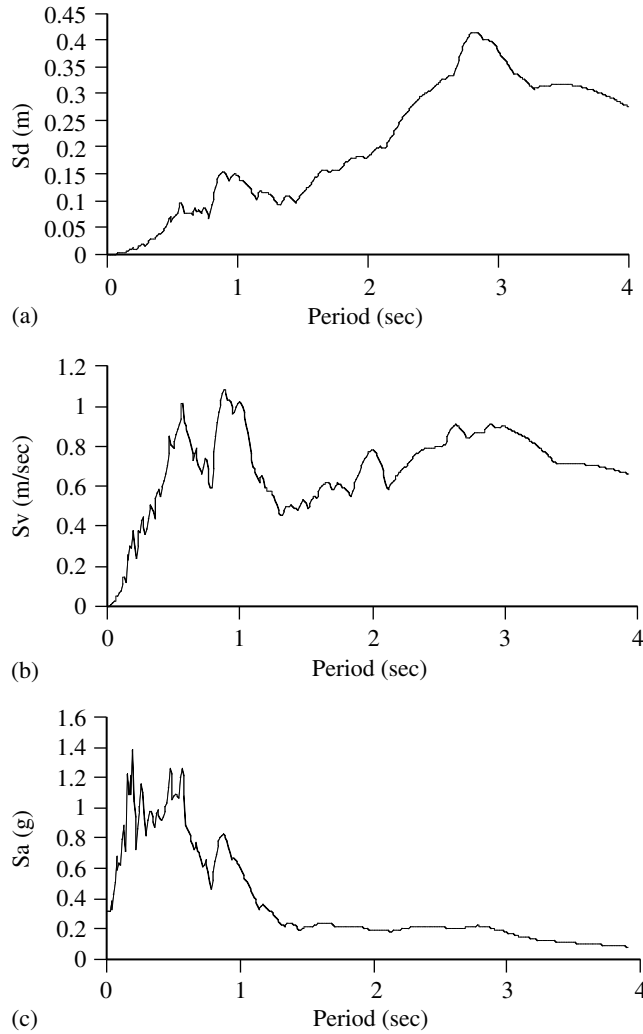 0.45
0.4
0.35
0.3
0.25
0.2
0.15
0.1
0.05
0
Sd (m)
0 1 2 3 4
(a) Period (sec)
1.2
1
0.8
0.6
0.4
0.2
0
Sv (m/sec)
0 1 2 3 4
(b) Period (sec)
1.6
1.4
1.2
1
0.8
0.6
0.4
0.2
0
Sa (g)
0 1 2 3 4
(c) Period (sec)